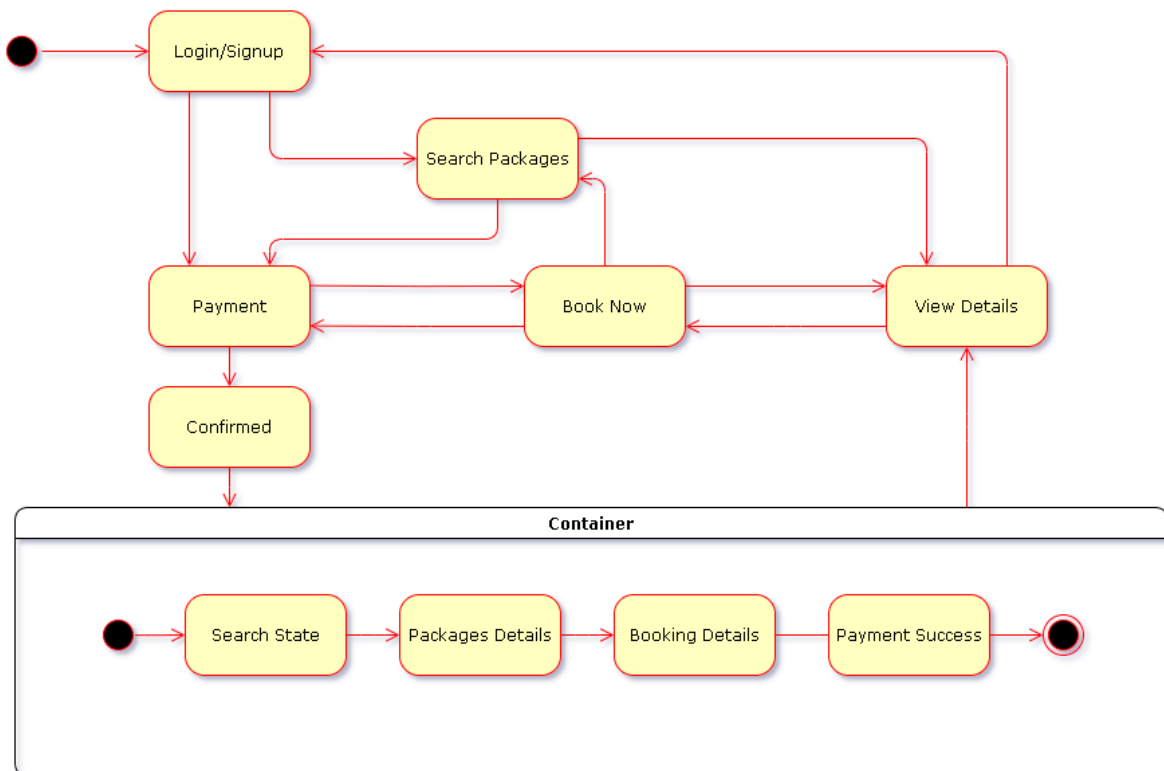 Login/Signup
Search Packages
Payment
Book Now
View Details
Confirmed
Container
Search State
Packages Details
Booking Details
Payment Success